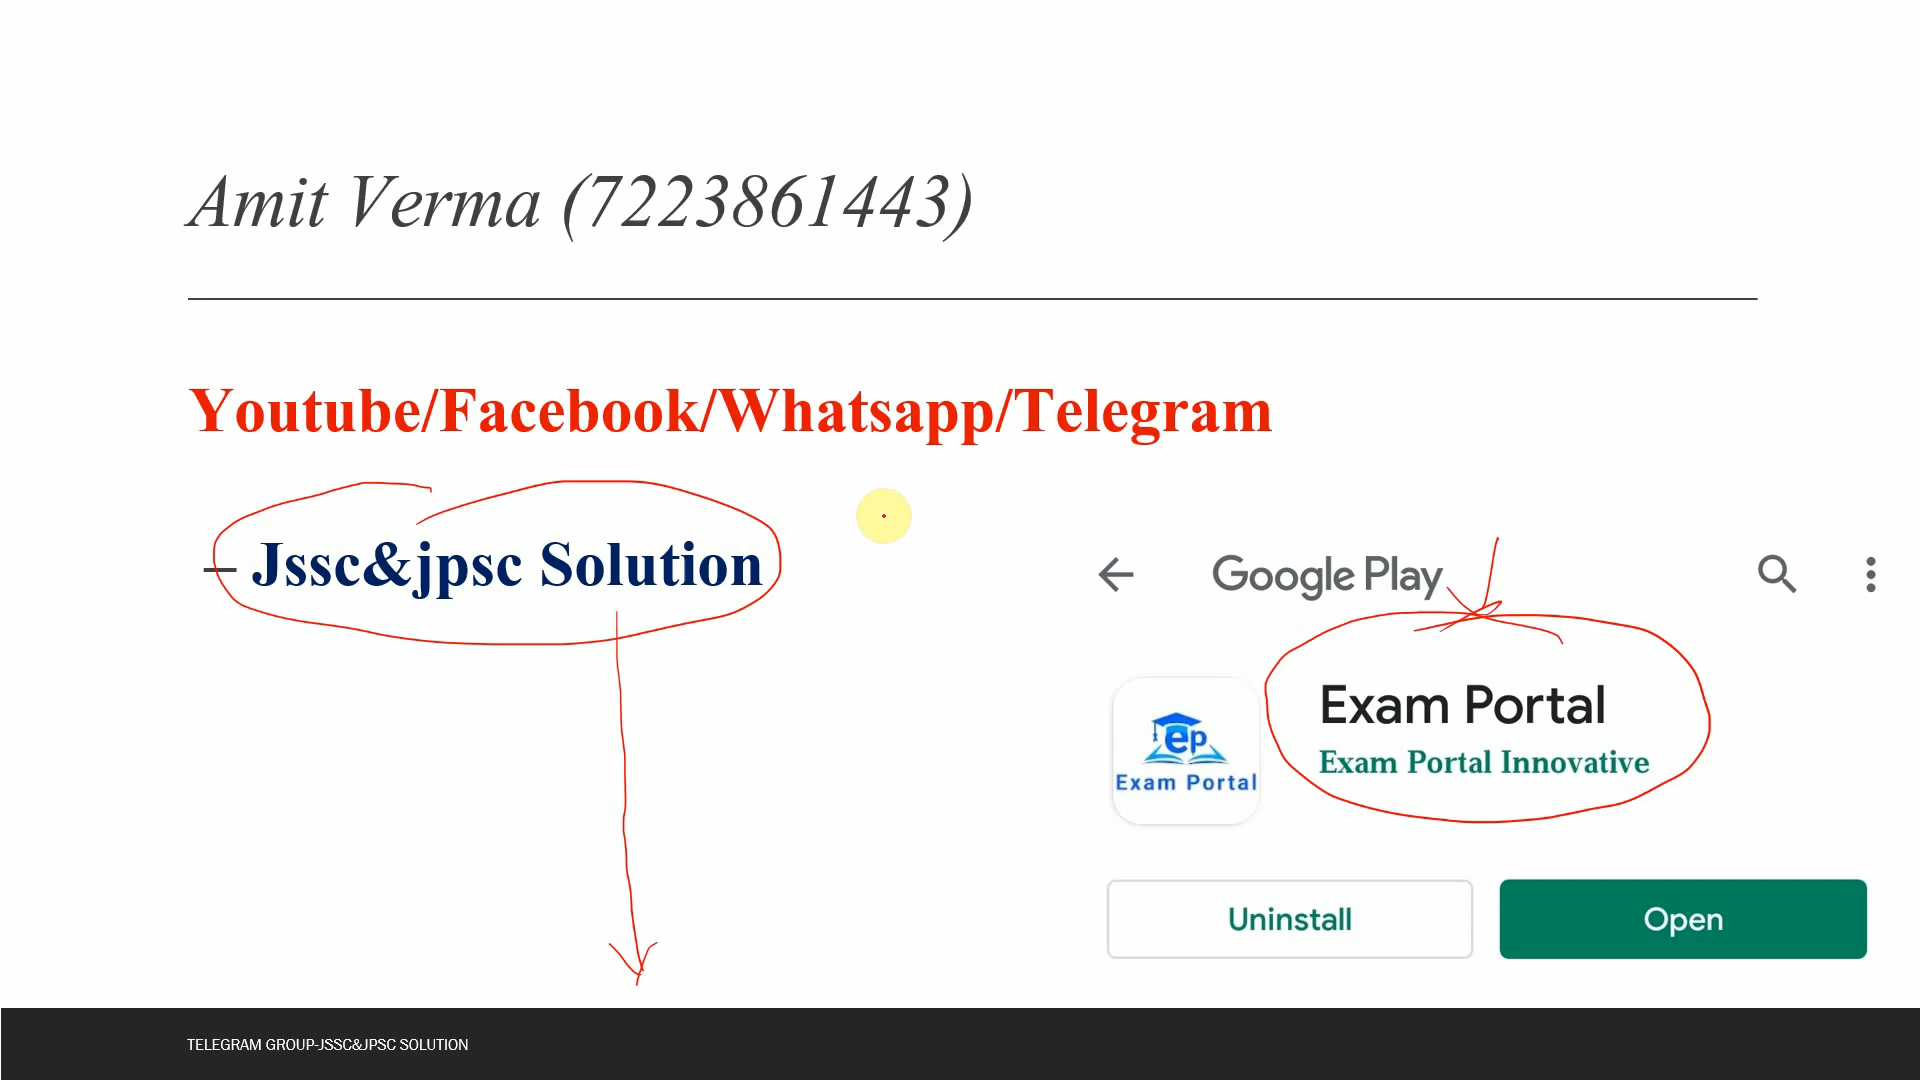 Amit Verma (7223861443)
Youtube/Facebook/Whatsapp/Telegram
– Jssc&jpsc Solution
Google Play
Exam Portal
Exam Portal Innovative
ep
Exam Portal
Uninstall
Open
TELEGRAM GROUP-JSSC&JPSC SOLUTION